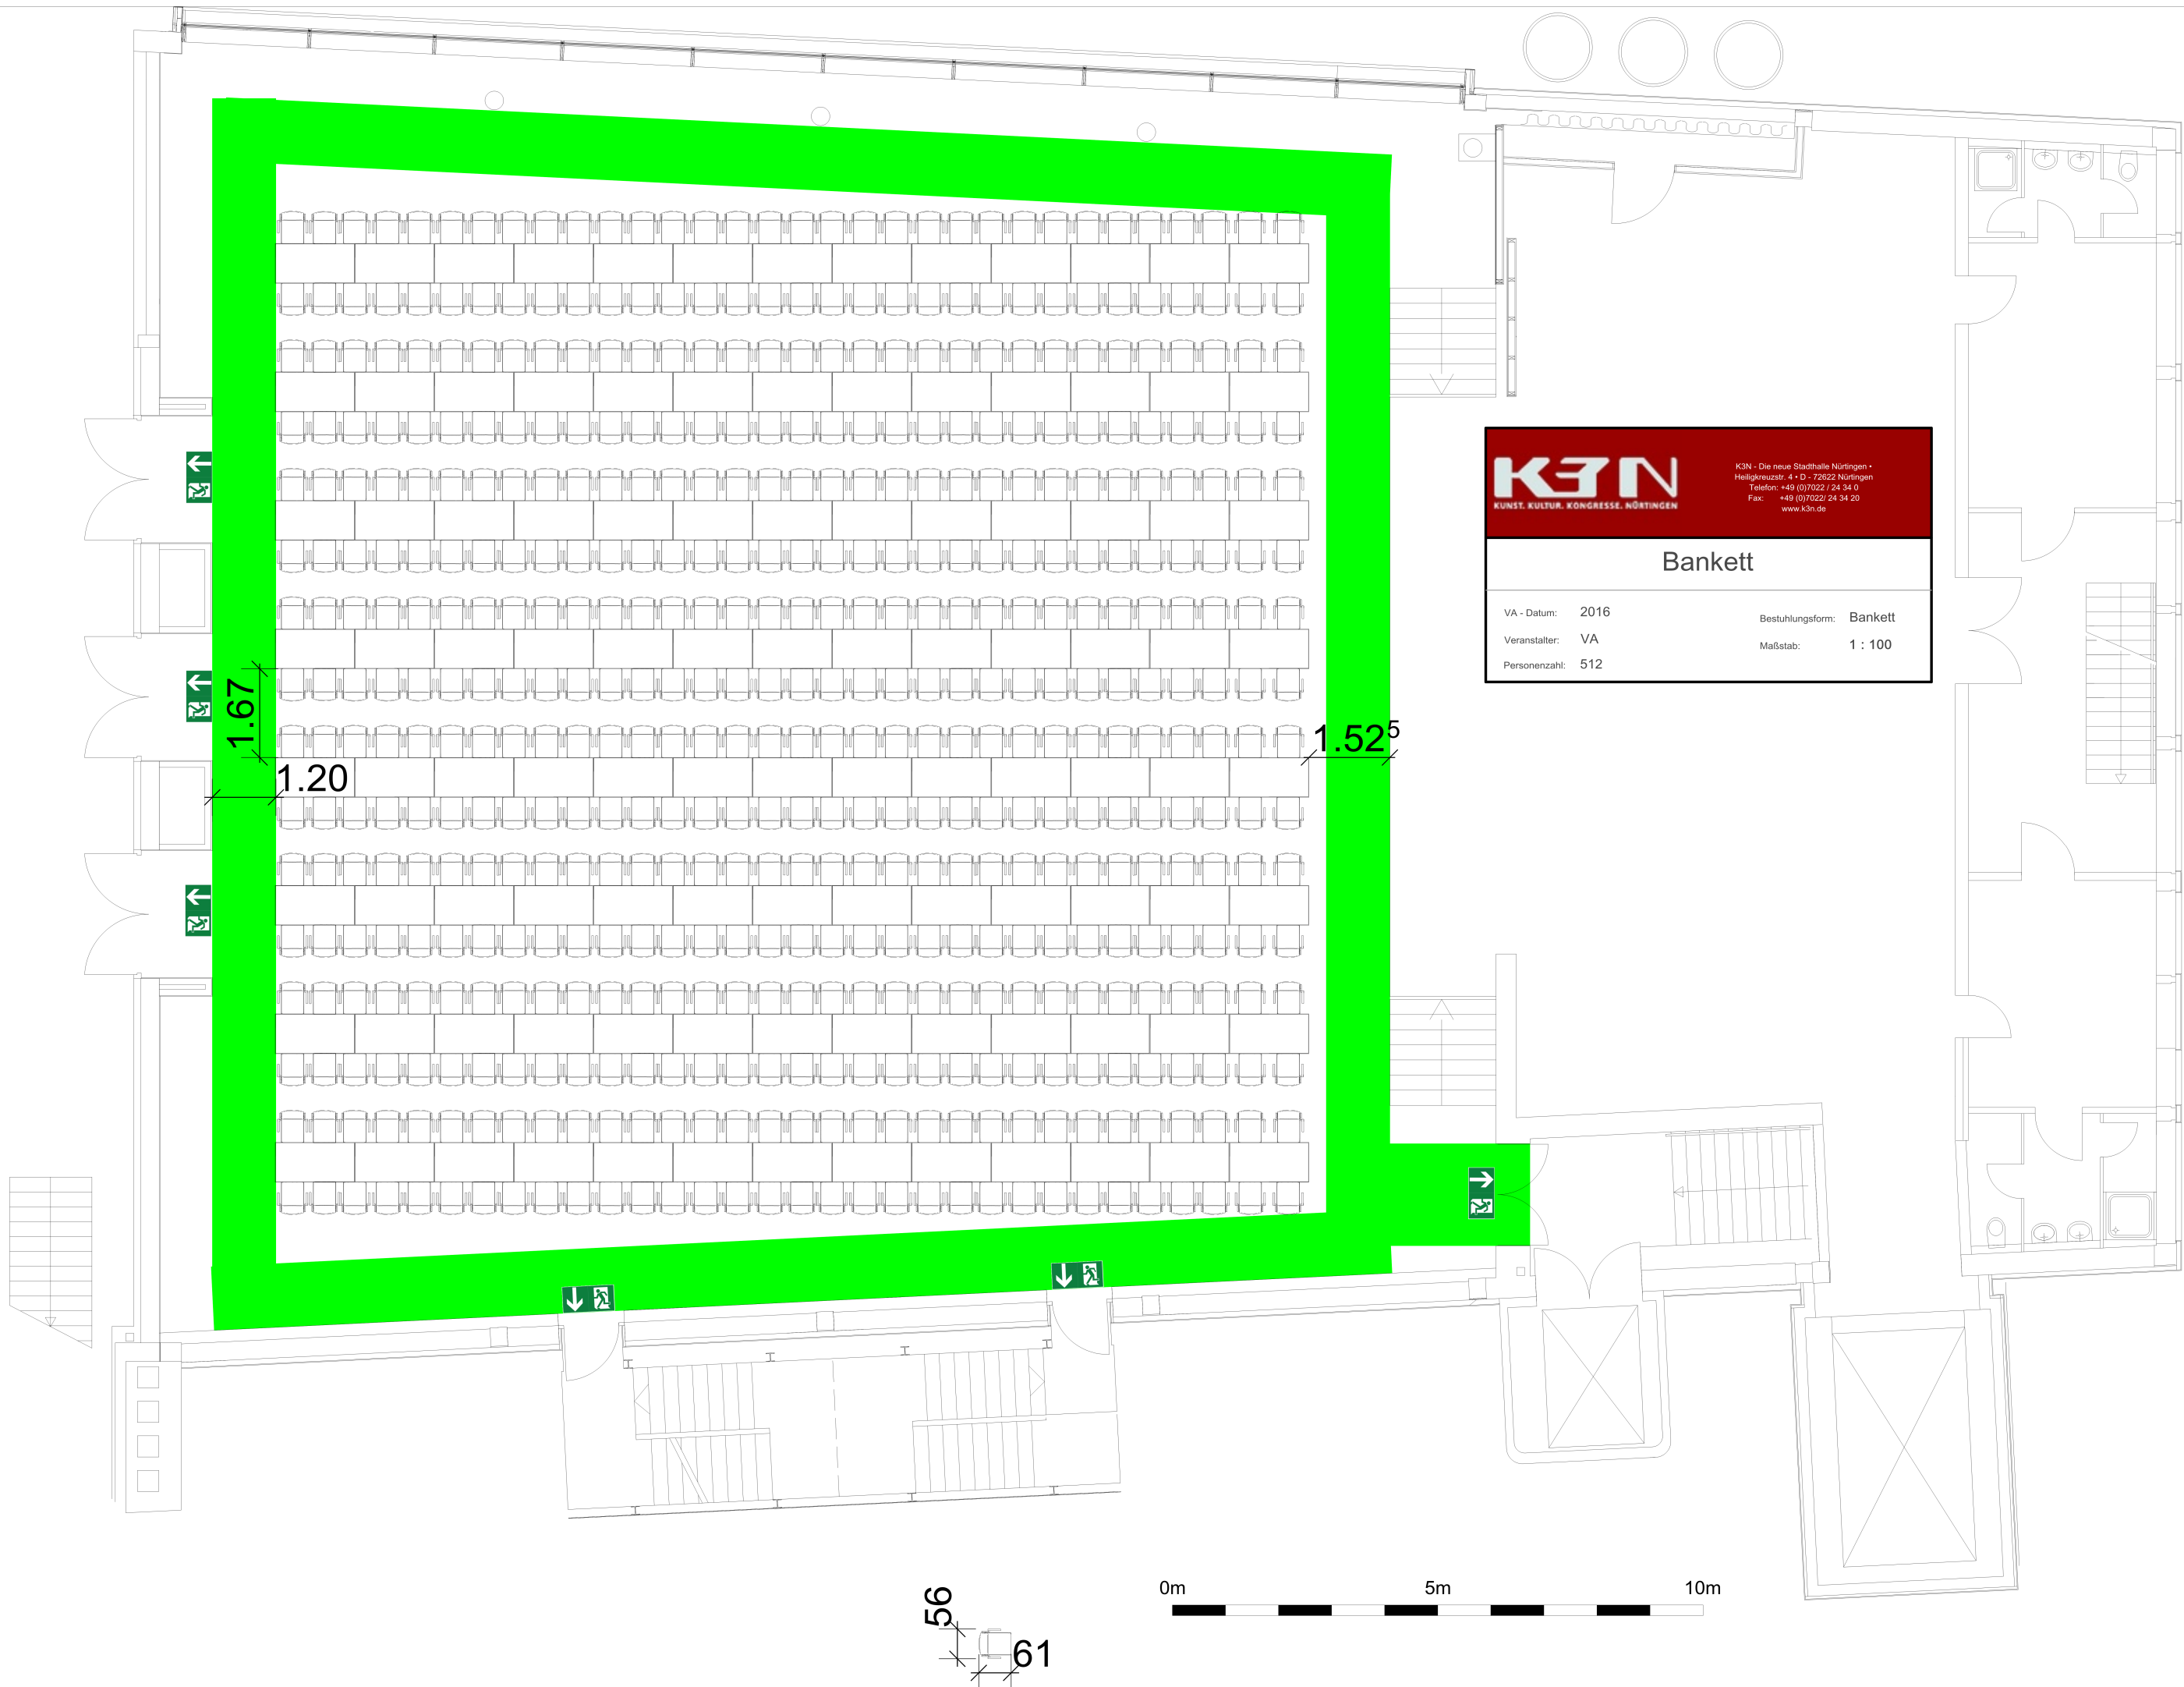 K3N
KUNST. KULTUR. KONGRESSE. NÜRTINGEN
K3N - Die neue Stadthalle Nürtingen •
Heiligkreuzstr. 4 • D - 72622 Nürtingen
Telefon: +49 (0)7022 / 24 34 0
Fax: +49 (0)7022/ 24 34 20
www.k3n.de
Bankett
VA - Datum: 2016
Bestuhlungsform: Bankett
Veranstalter: VA
Maßstab: 1 : 100
Personenzahl: 512
1.67
1.52⁵
1.20
0m 5m 10m
56
61